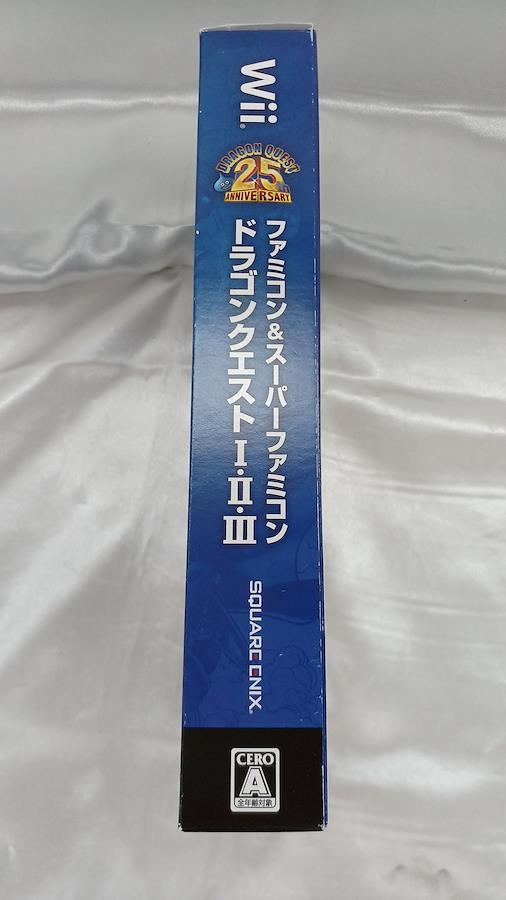 Wii
DRAGON QUEST
25th
ANNIVERSARY
ファミコン&スーパーファミコン
ドラゴンクエストI・II・III
SQUARE ENIX
CERO
A
全年齢対象